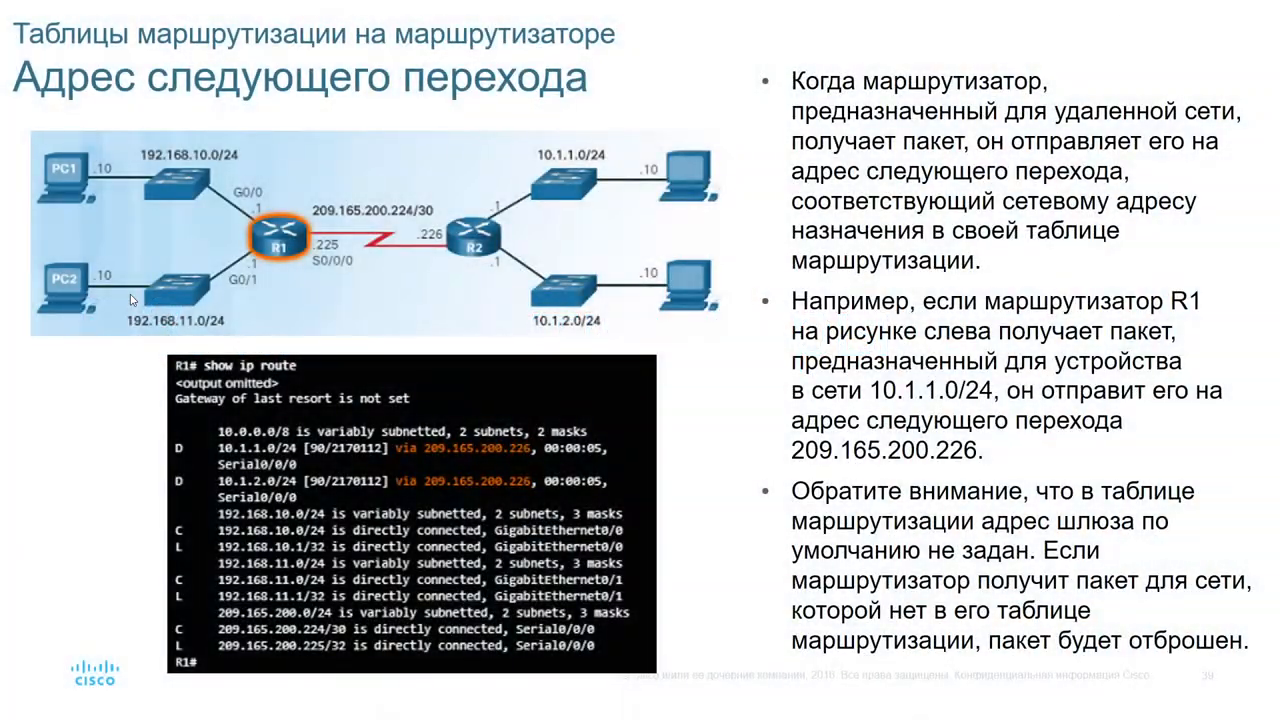 Таблицы маршрутизации на маршрутизаторе
Адрес следующего перехода
192.168.10.0/24
10.1.1.0/24
PC1
.10
.10
G0/0
.1
209.165.200.224/30
.1
R1
.225
.226
R2
S0/0/0
.1
.1
G0/1
PC2
.10
.10
192.168.11.0/24
10.1.2.0/24
R1# show ip route
<output omitted>
Gateway of last resort is not set
10.0.0.0/8 is variably subnetted, 2 subnets, 2 masks
D 10.1.1.0/24 [90/2170112] via 209.165.200.226, 00:00:05,
Serial0/0/0
D 10.1.2.0/24 [90/2170112] via 209.165.200.226, 00:00:05,
Serial0/0/0
192.168.10.0/24 is variably subnetted, 2 subnets, 3 masks
C 192.168.10.0/24 is directly connected, GigabitEthernet0/0
L 192.168.10.1/32 is directly connected, GigabitEthernet0/0
192.168.11.0/24 is variably subnetted, 2 subnets, 3 masks
C 192.168.11.0/24 is directly connected, GigabitEthernet0/1
L 192.168.11.1/32 is directly connected, GigabitEthernet0/1
209.165.200.0/24 is variably subnetted, 2 subnets, 3 masks
C 209.165.200.224/30 is directly connected, Serial0/0/0
L 209.165.200.225/32 is directly connected, Serial0/0/0
R1#
• Когда маршрутизатор,
предназначенный для удаленной сети,
получает пакет, он отправляет его на
адрес следующего перехода,
соответствующий сетевому адресу
назначения в своей таблице
маршрутизации.
• Например, если маршрутизатор R1
на рисунке слева получает пакет,
предназначенный для устройства
в сети 10.1.1.0/24, он отправит его на
адрес следующего перехода
209.165.200.226.
• Обратите внимание, что в таблице
маршрутизации адрес шлюза по
умолчанию не задан. Если
маршрутизатор получит пакет для сети,
которой нет в его таблице
маршрутизации, пакет будет отброшен.
CISCO
ее дочерние компании, 2016. Все права защищены. Конфиденциальная информация Cisco.
39